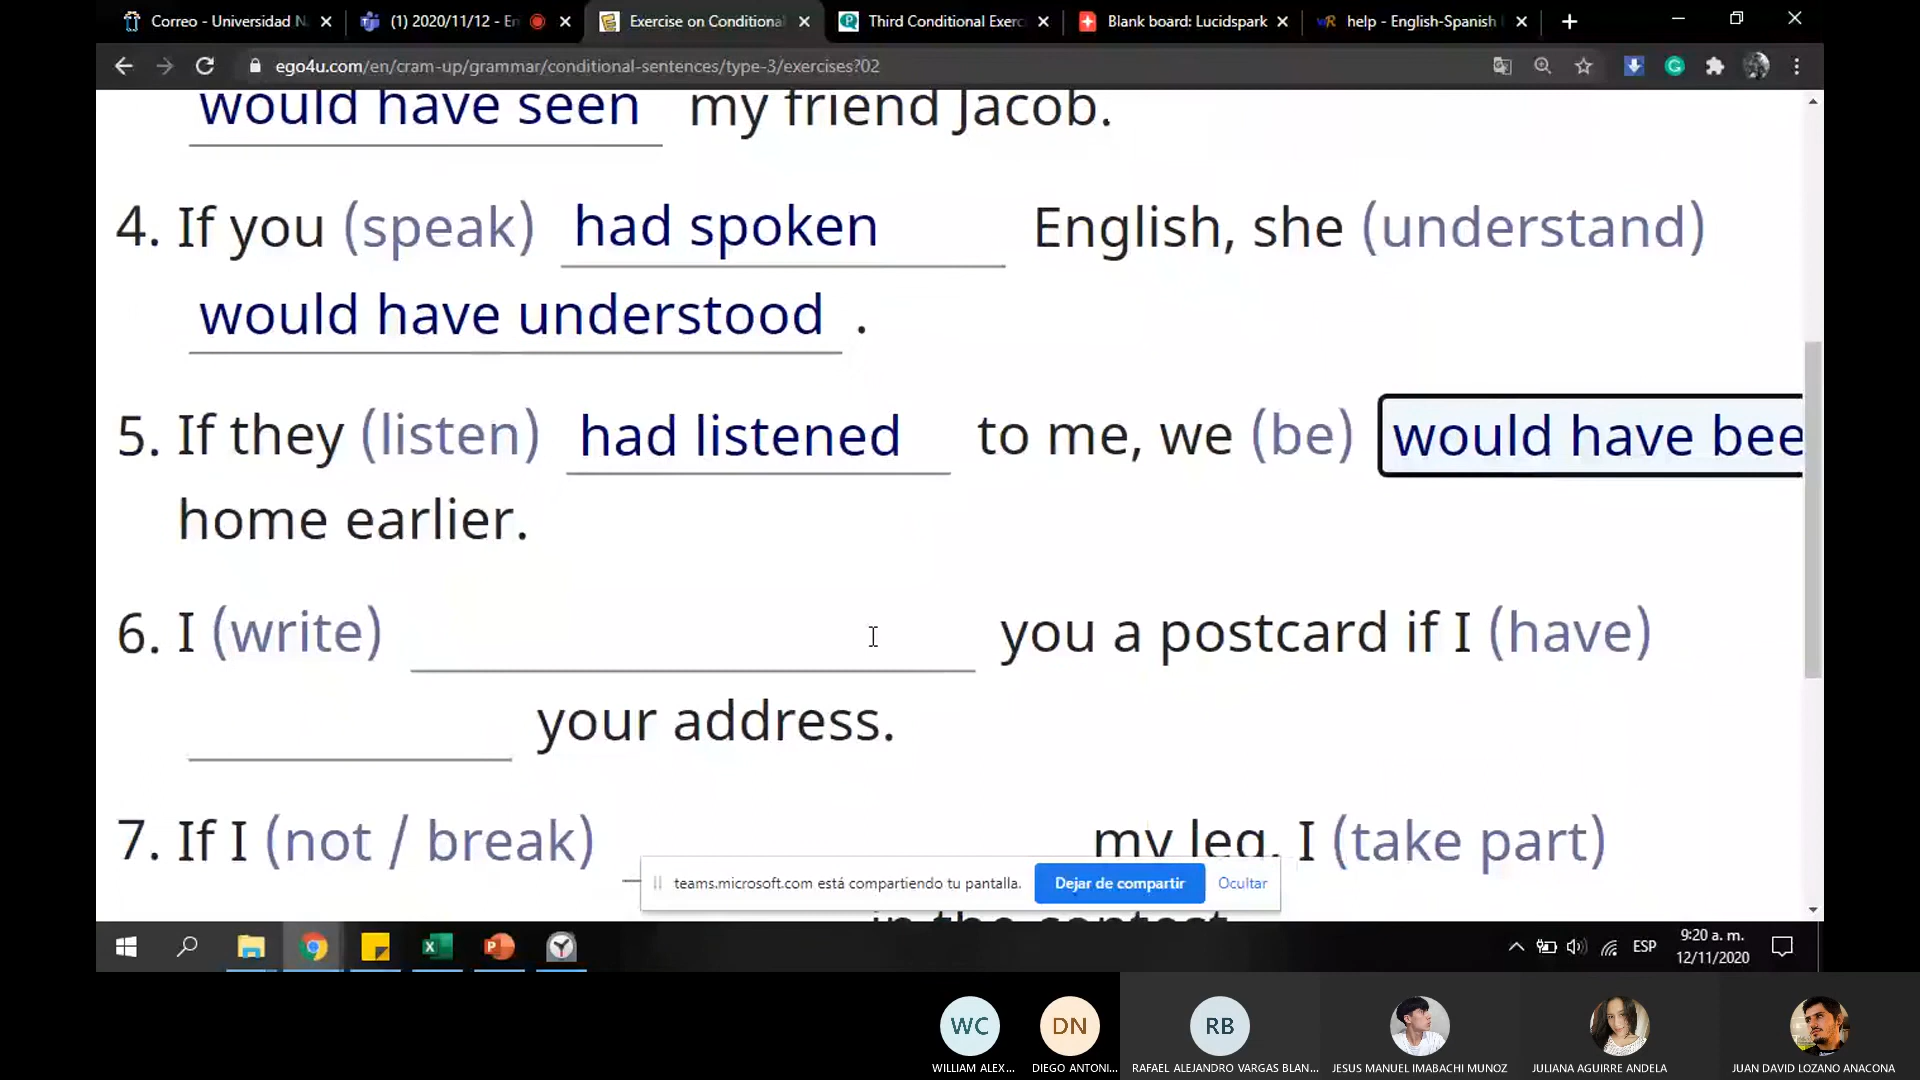 Correo - Universidad N
(1) 2020/11/12 - En
Exercise on Conditional
Third Conditional Exerc
Blank board: Lucidspark
help - English-Spanish
ego4u.com/en/cram-up/grammar/conditional-sentences/type-3/exercises?02
would have seen my friend Jacob.
4. If you (speak) had spoken English, she (understand)
would have understood .
5. If they (listen) had listened to me, we (be) would have bee
home earlier.
6. I (write) you a postcard if I (have)
your address.
7. If I (not / break) my leg, I (take part)
in the contest
teams.microsoft.com está compartiendo tu pantalla. Dejar de compartir Ocultar
ESP
9:20 a. m.
12/11/2020
WC
DN
RB
WILLIAM ALEX...
DIEGO ANTONI...
RAFAEL ALEJANDRO VARGAS BLAN...
JESUS MANUEL IMABACHI MUNOZ
JULIANA AGUIRRE ANDELA
JUAN DAVID LOZANO ANACONA